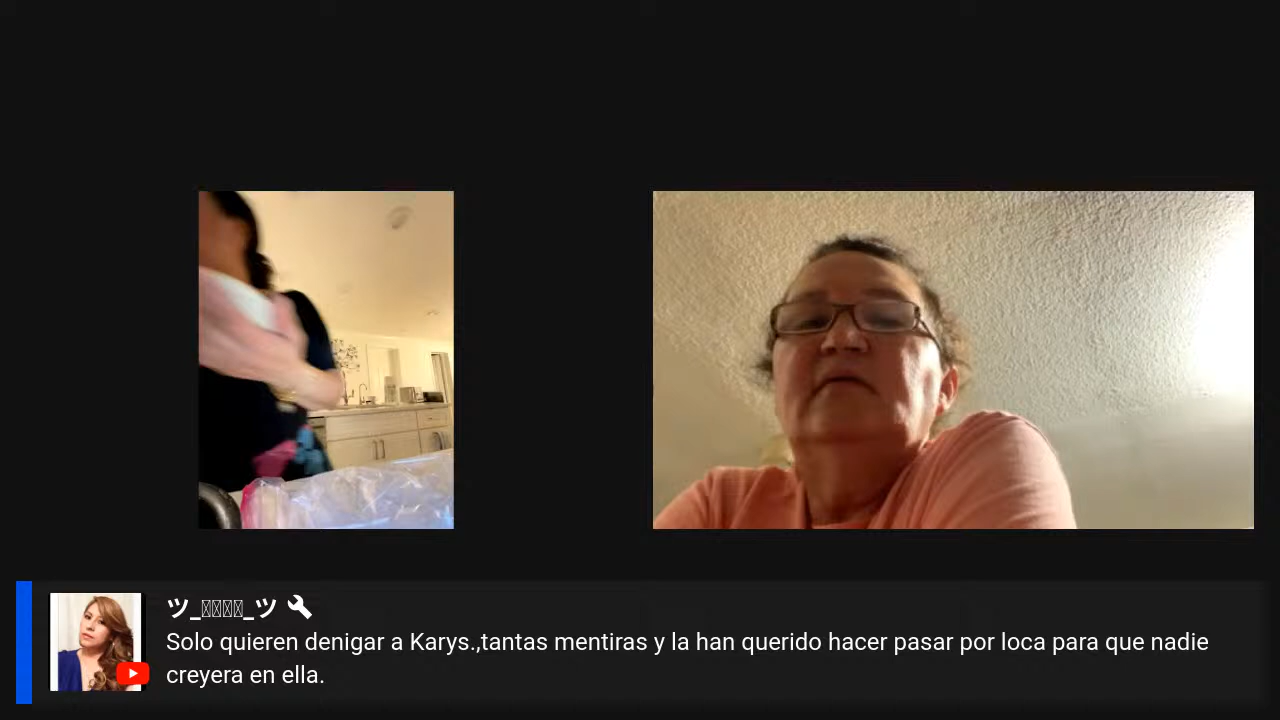 ツ_▯▯▯▯_ツ
Solo quieren denigar a Karys.,tantas mentiras y la han querido hacer pasar por loca para que nadie
creyera en ella.